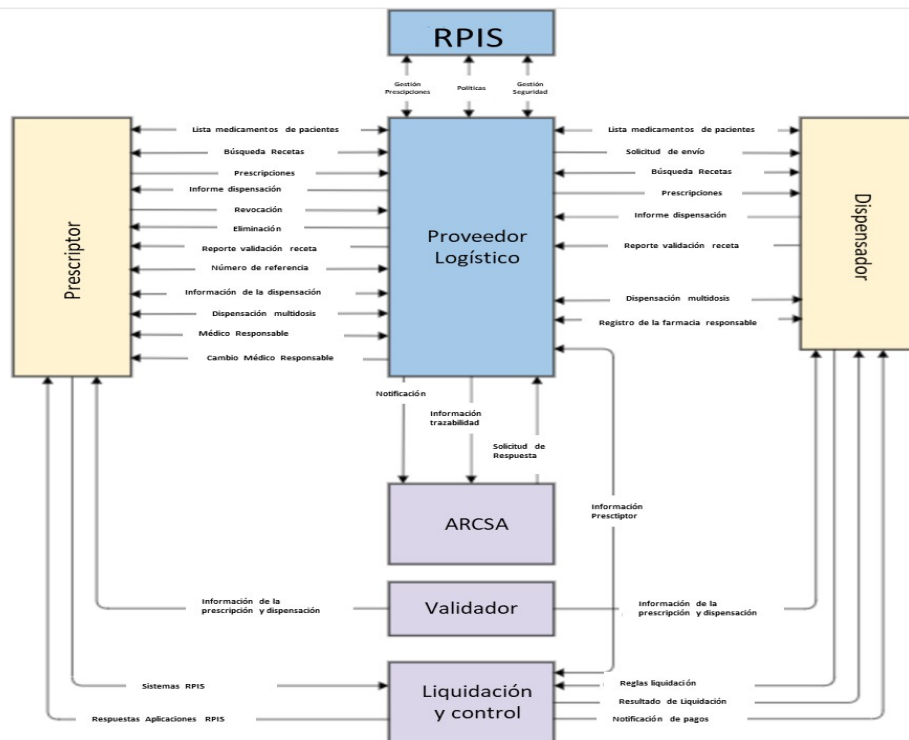 RPIS
Gestión
Prescipciones
Políticas
Gestión
Seguridad
Prescriptor
Lista medicamentos de pacientes
Búsqueda Recetas
Prescripciones
Informe dispensación
Revocación
Eliminación
Reporte validación receta
Número de referencia
Información de la dispensación
Dispensación multidosis
Médico Responsable
Cambio Médico Responsable
Proveedor
Logístico
Lista medicamentos de pacientes
Solicitud de envío
Búsqueda Recetas
Prescripciones
Informe dispensación
Reporte validación receta
Dispensación multidosis
Registro de la farmacia responsable
Dispensador
Notificación
Información
trazabilidad
Solicitud de
Respuesta
Información
Presctiptor
ARCSA
Información de la
prescripción y dispensación
Validador
Información de la
prescripción y dispensación
Sistemas RPIS
Respuestas Aplicaciones RPIS
Liquidación
y control
Reglas liquidación
Resultado de Liquidación
Notificación de pagos